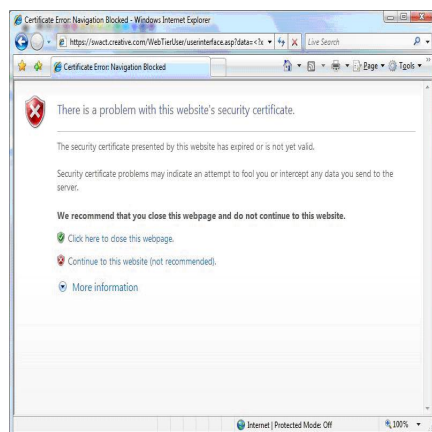 Certificate Error: Navigation Blocked - Windows Internet Explorer
https://swact.creative.com/WebTierUser/userinterface.asp?data=<?x
Live Search
Certificate Error: Navigation Blocked
Page
Tools
There is a problem with this website's security certificate.
The security certificate presented by this website has expired or is not yet valid.
Security certificate problems may indicate an attempt to fool you or intercept any data you send to the
server.
We recommend that you close this webpage and do not continue to this website.
Click here to close this webpage.
Continue to this website (not recommended).
More information
Internet | Protected Mode: Off
100%